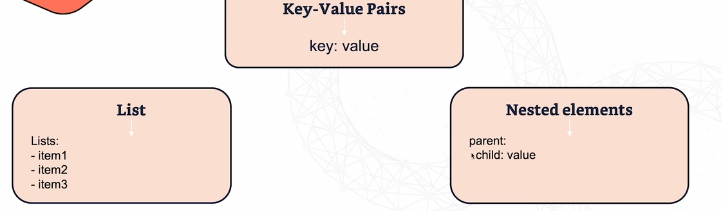 Key-Value Pairs
key: value
List
Lists:
- item1
- item2
- item3
Nested elements
parent:
child: value